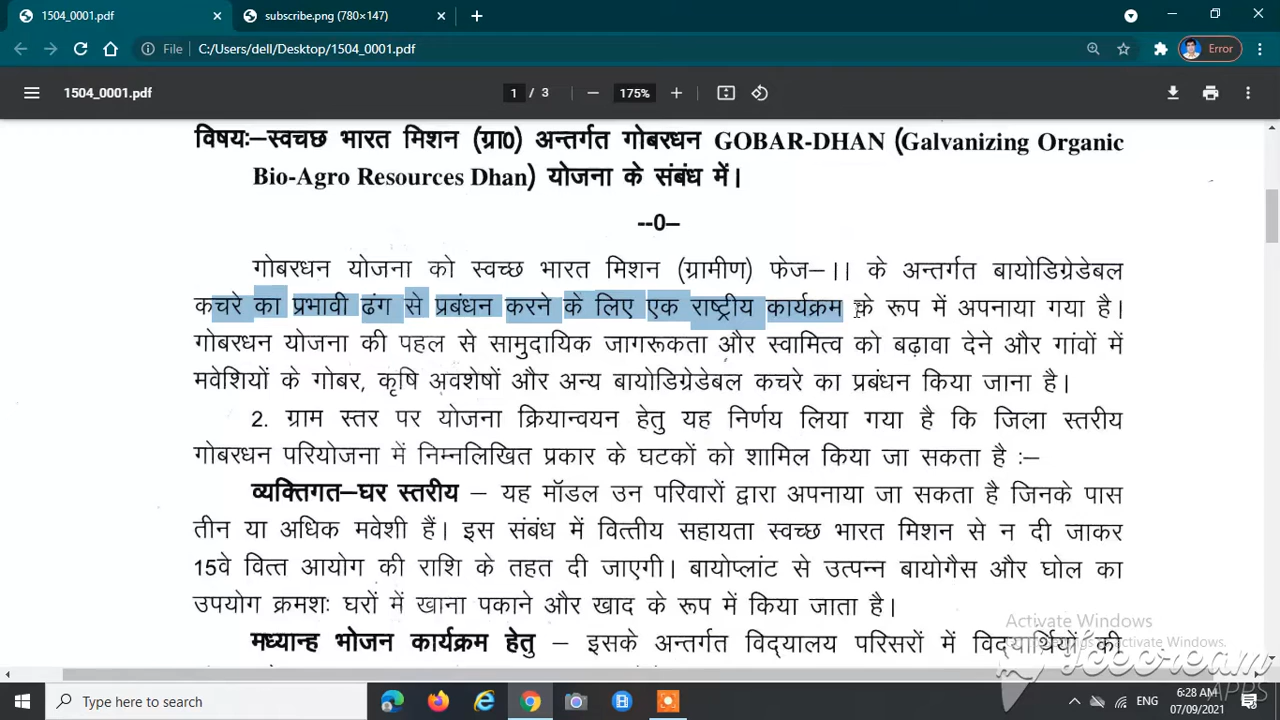 1504_0001.pdf
subscribe.png (780×147)
File
C:/Users/dell/Desktop/1504_0001.pdf
Error
1504_0001.pdf
1 / 3
175%
विषयः–स्वचछ भारत मिशन (ग्रा0) अन्तर्गत गोबरधन GOBAR-DHAN (Galvanizing Organic
Bio-Agro Resources Dhan) योजना के संबंध में।
--0–
गोबरधन योजना को स्वच्छ भारत मिशन (ग्रामीण) फेज–।। के अन्तर्गत बायोडिग्रेडेबल
कचरे का प्रभावी ढंग से प्रबंधन करने के लिए एक राष्ट्रीय कार्यक्रम के रूप में अपनाया गया है।
गोबरधन योजना की पहल से सामुदायिक जागरूकता और स्वामित्व को बढ़ावा देने और गांवों में
मवेशियों के गोबर, कृषि अवशेषों और अन्य बायोडिग्रेडेबल कचरे का प्रबंधन किया जाना है।
2. ग्राम स्तर पर योजना क्रियान्वयन हेतु यह निर्णय लिया गया है कि जिला स्तरीय
गोबरधन परियोजना में निम्नलिखित प्रकार के घटकों को शामिल किया जा सकता है :–
व्यक्तिगत–घर स्तरीय – यह मॉडल उन परिवारों द्वारा अपनाया जा सकता है जिनके पास
तीन या अधिक मवेशी हैं। इस संबंध में वित्तीय सहायता स्वच्छ भारत मिशन से न दी जाकर
15वे वित्त आयोग की राशि के तहत दी जाएगी। बायोप्लांट से उत्पन्न बायोगैस और घोल का
उपयोग क्रमशः घरों में खाना पकाने और खाद के रूप में किया जाता है।
मध्यान्ह भोजन कार्यक्रम हेतु – इसके अन्तर्गत विद्यालय परिसरों में विद्यार्थियों की
Activate Windows
Activate Windows.
Icecream
APPS
Type here to search
ENG
6:28 AM
07/09/2021